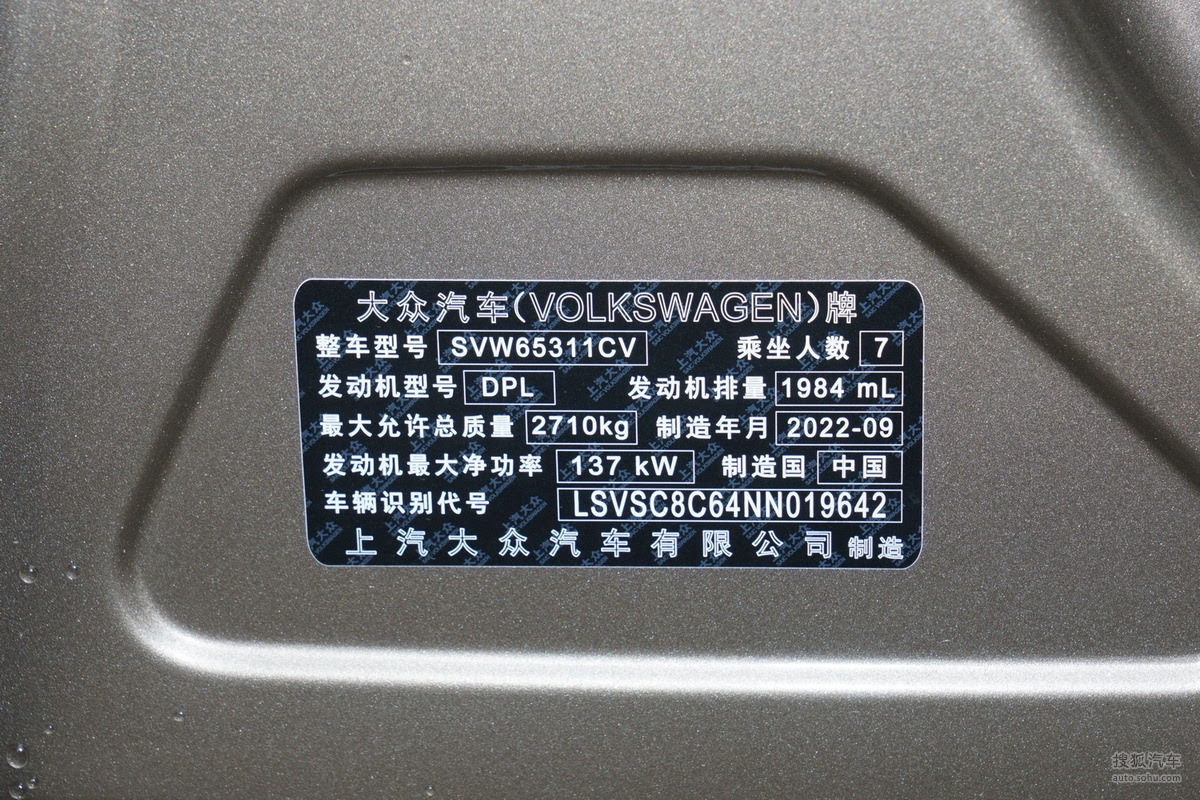 大众汽车(VOLKSWAGEN)牌
整车型号 SVW65311CV 乘坐人数 7
发动机型号 DPL 发动机排量 1984 mL
最大允许总质量 2710kg 制造年月 2022-09
发动机最大净功率 137 kW 制造国 中国
车辆识别代号 LSVSC8C64NN019642
上汽大众汽车有限公司 制造
搜狐汽车
auto.sohu.com